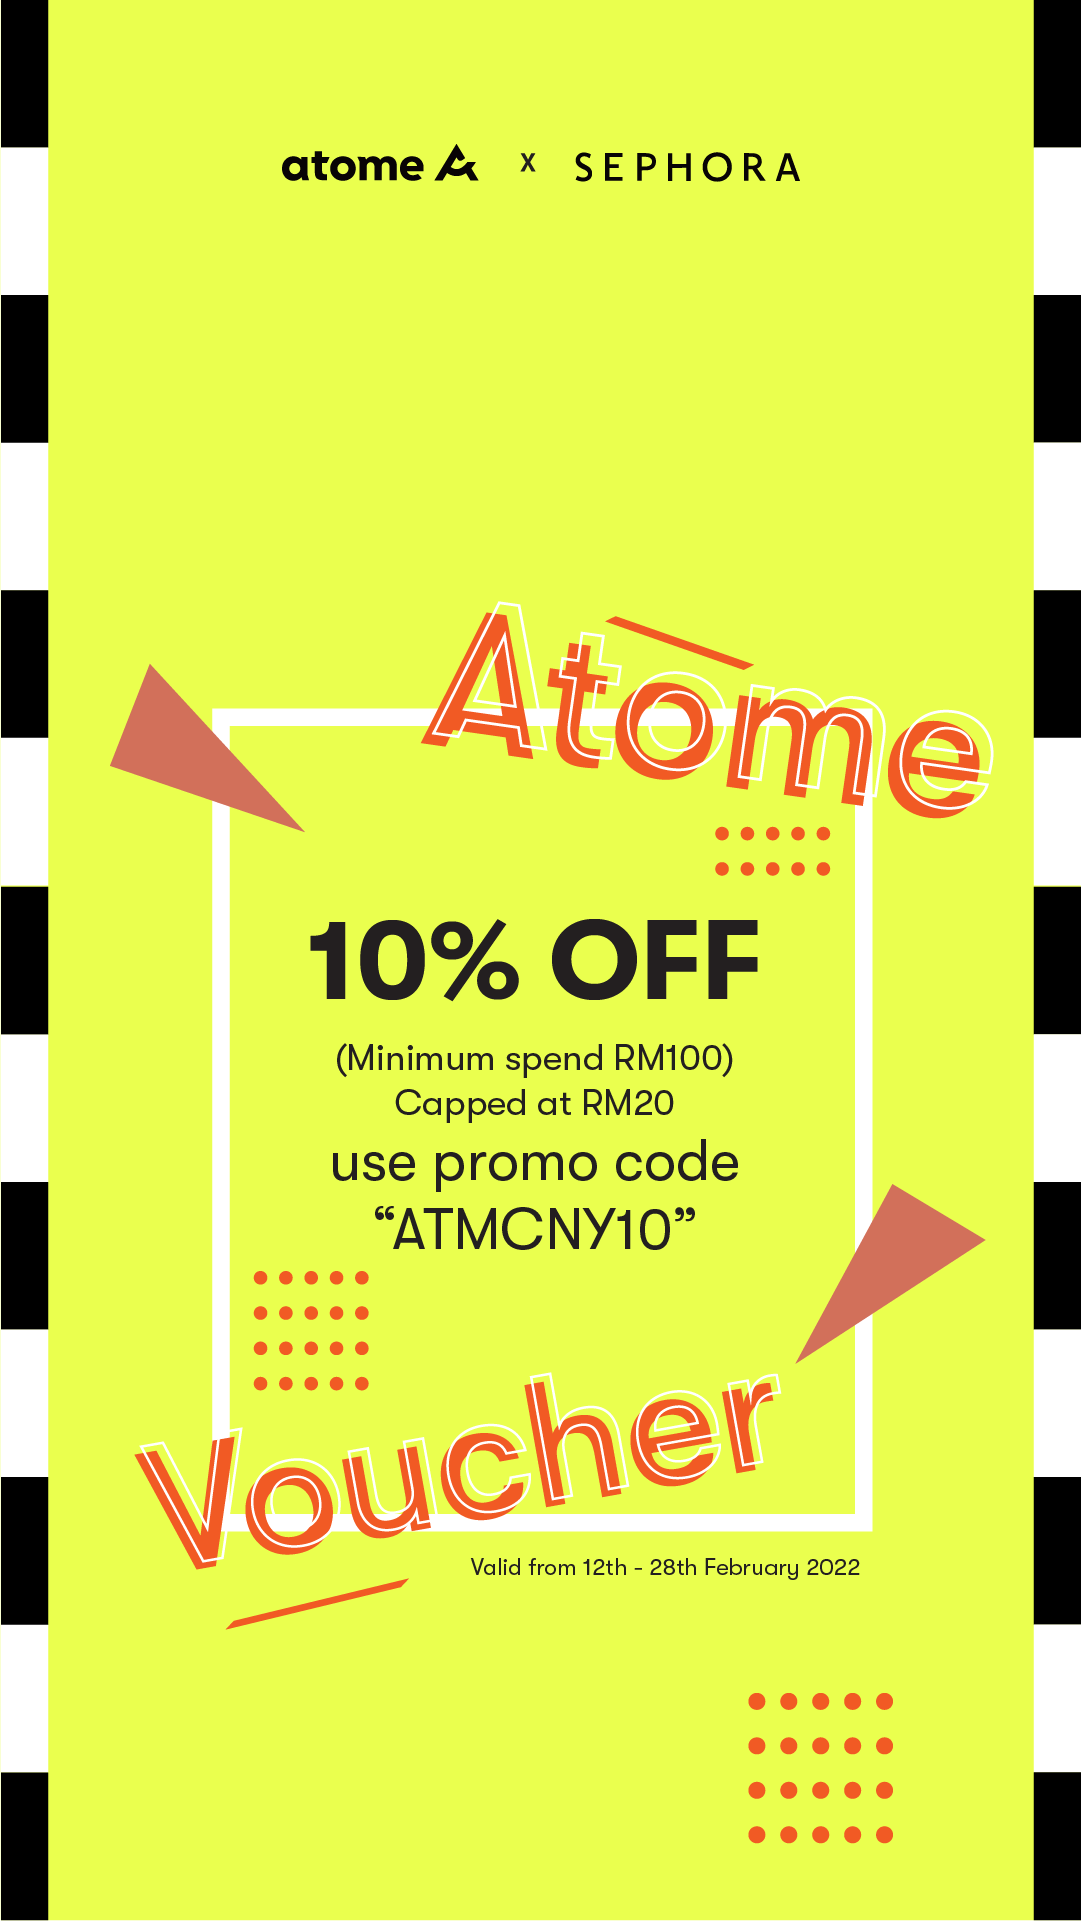 atome X SEPHORA
Atome
10% OFF
(Minimum spend RM100)
Capped at RM20
use promo code
“ATMCNY10”
Voucher
Valid from 12th - 28th February 2022